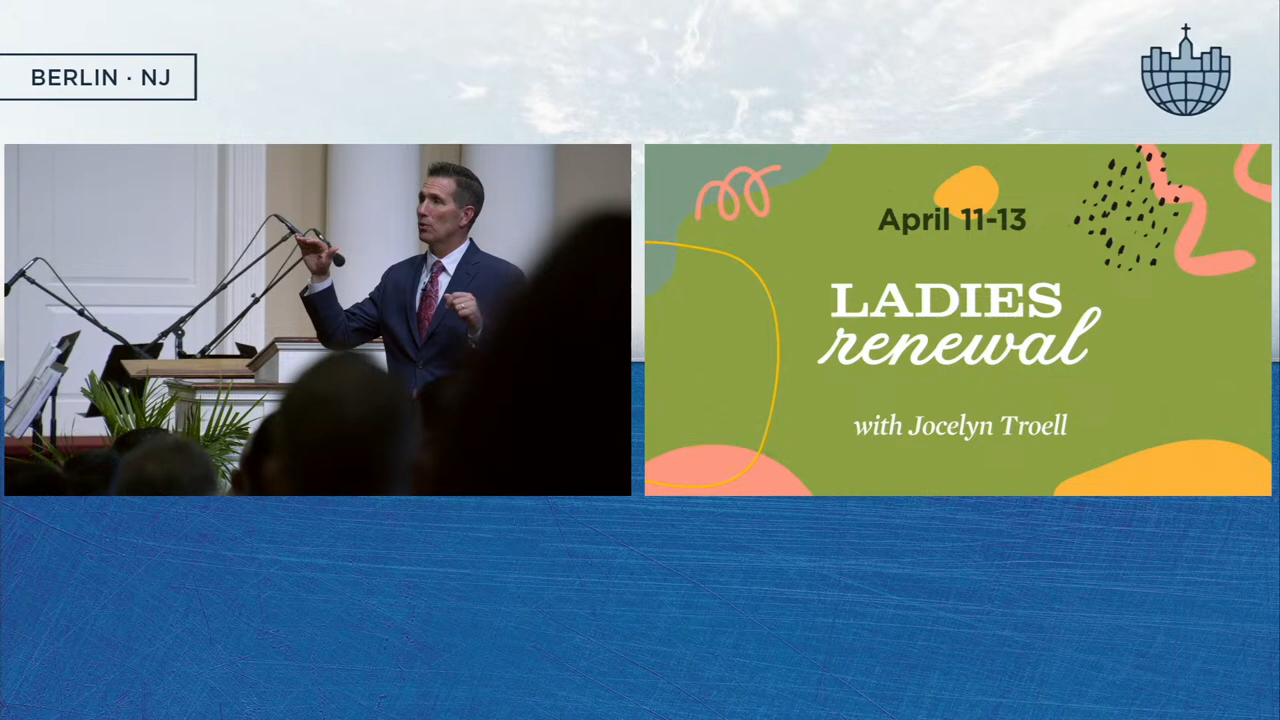 BERLIN · NJ
April 11-13
LADIES
renewal
with Jocelyn Troell